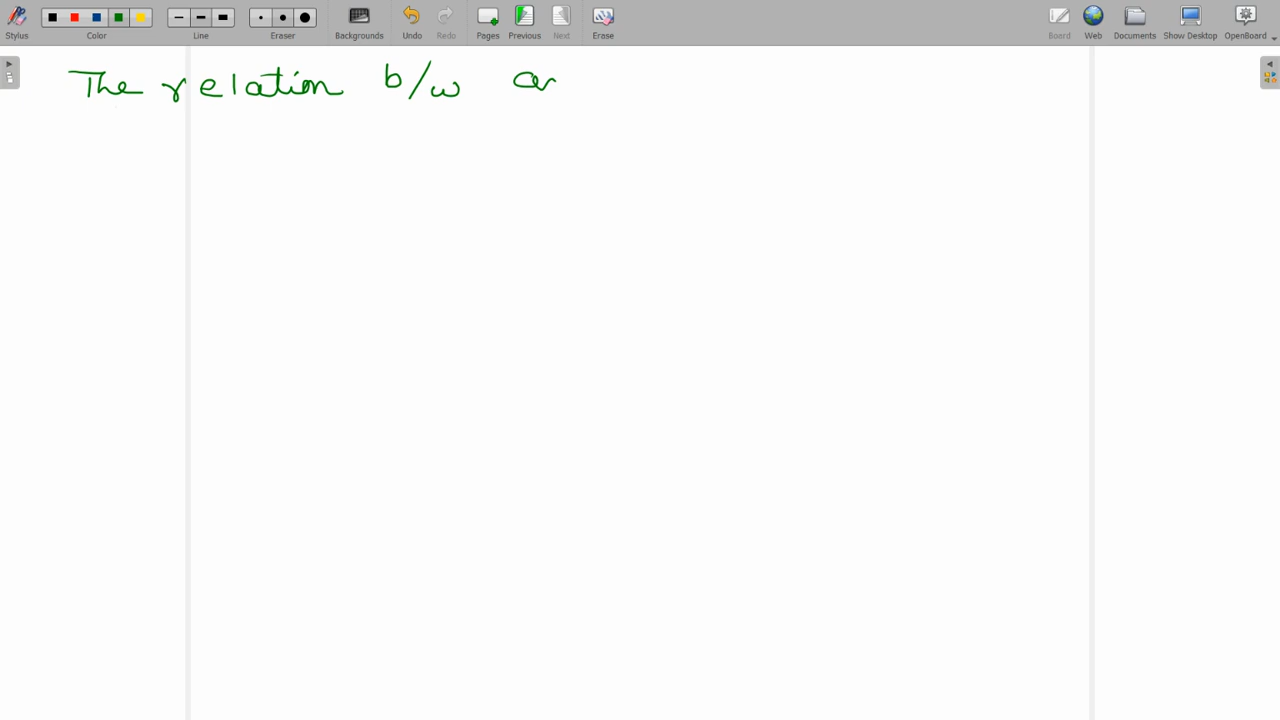 Stylus Color Line Eraser Backgrounds Undo Redo Pages Previous Next Erase Board Web Documents Show Desktop OpenBoard
The relation b/w ar